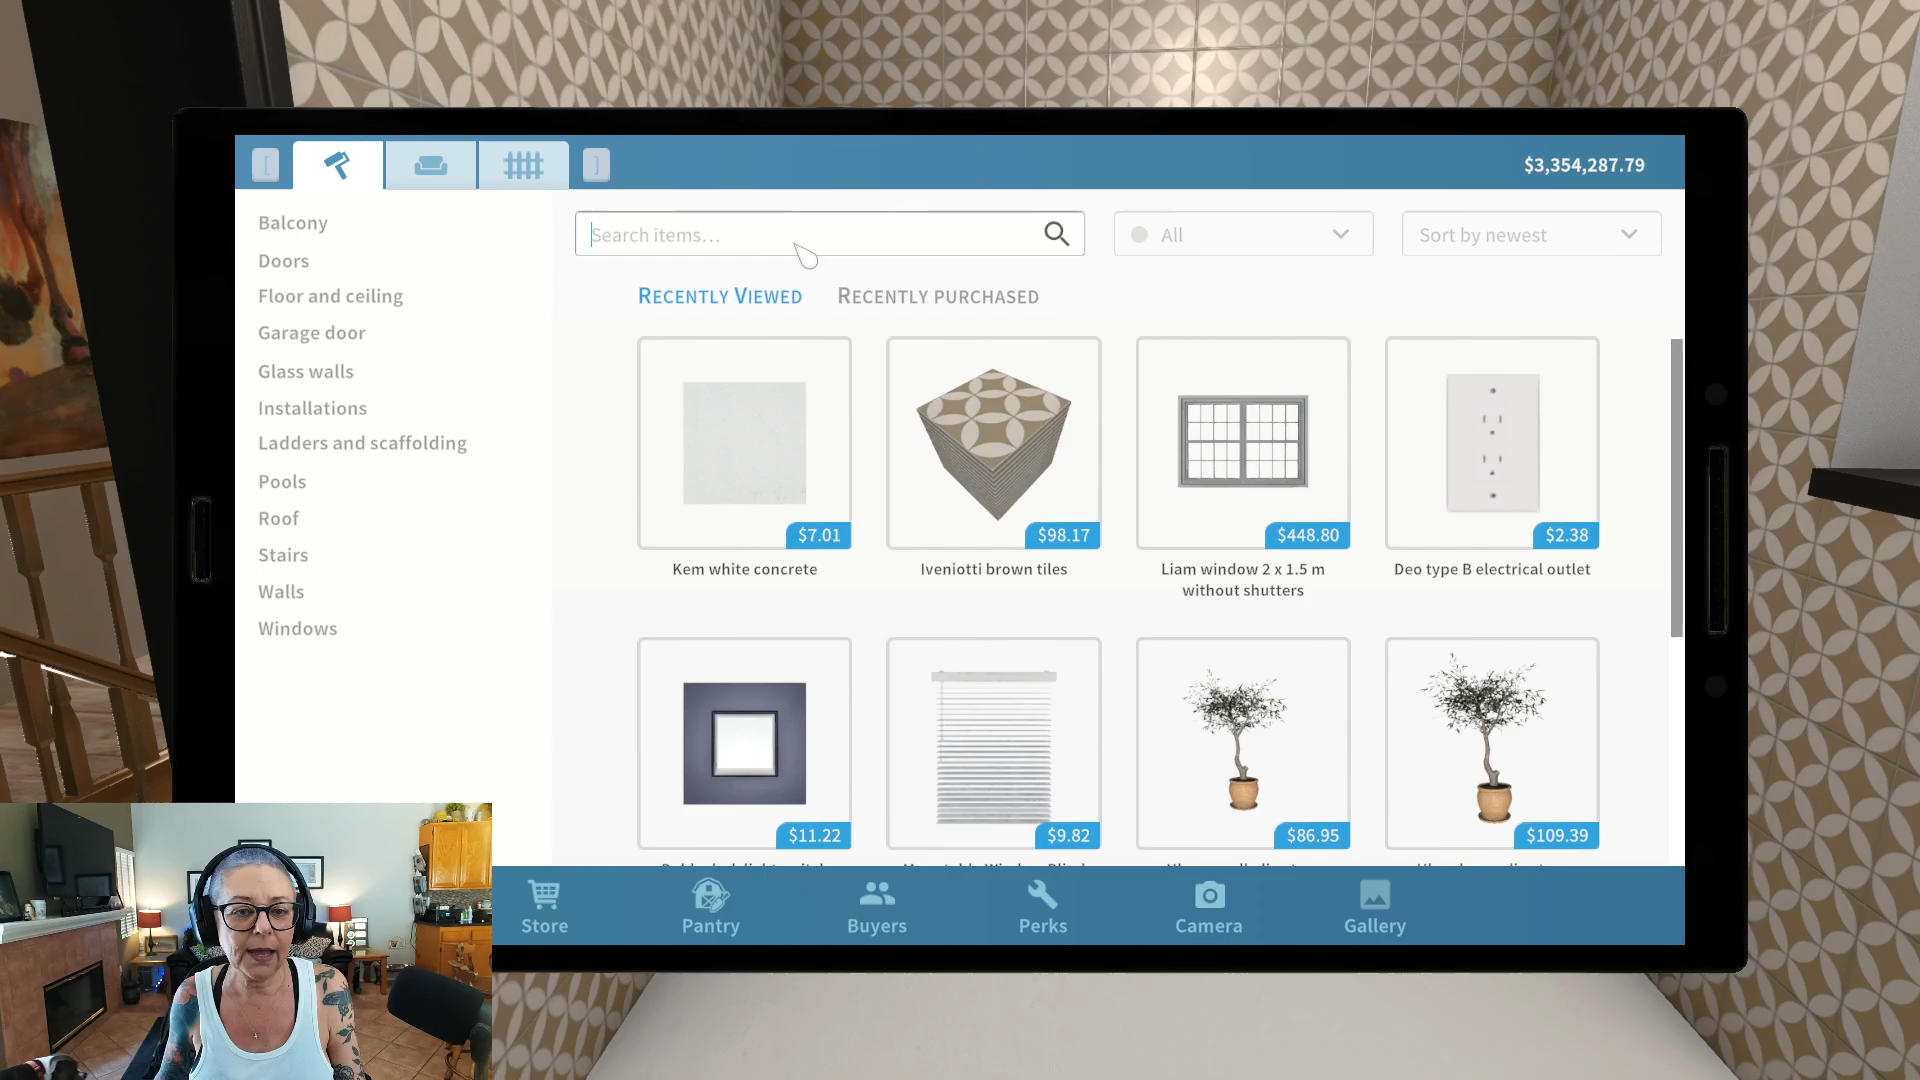 [
]
$3,354,287.79
Balcony
Doors
Floor and ceiling
Garage door
Glass walls
Installations
Ladders and scaffolding
Pools
Roof
Stairs
Walls
Windows
Search items...
All
Sort by newest
RECENTLY VIEWED
RECENTLY PURCHASED
$7.01
$98.17
$448.80
$2.38
Kem white concrete
Iveniotti brown tiles
Liam window 2 x 1.5 m
without shutters
Deo type B electrical outlet
$11.22
$9.82
$86.95
$109.39
Store
Pantry
Buyers
Perks
Camera
Gallery